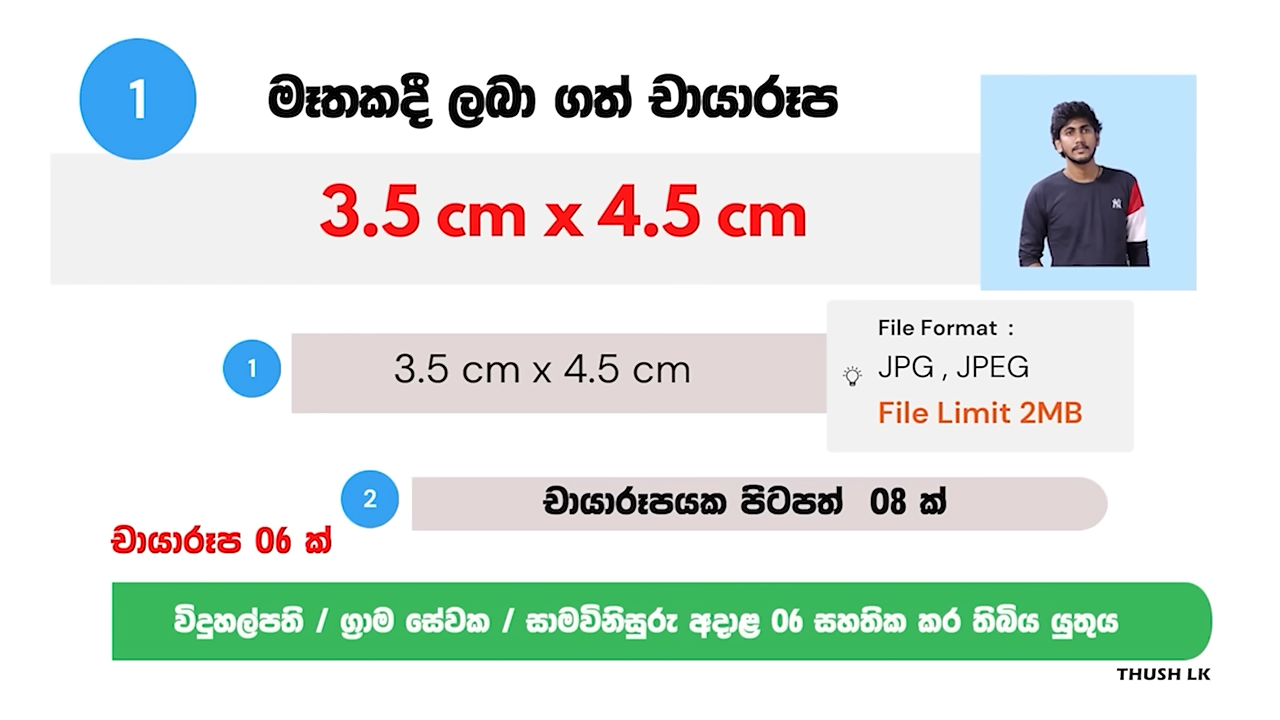 1
මෑතකදී ලබා ගත් ඡායාරූප
3.5 cm x 4.5 cm
1
3.5 cm x 4.5 cm
File Format :
JPG , JPEG
File Limit 2MB
2
ඡායාරූපයක පිටපත් 08 ක්
ඡායාරූප 06 ක්
විදුහල්පති / ග්‍රාම සේවක / සාමවිනිසුරු අදාළ 06 සහතික කර තිබිය යුතුය
THUSH LK